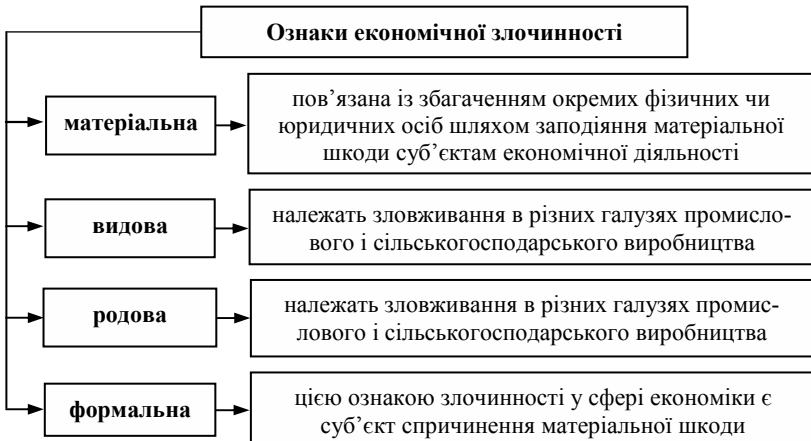 Ознаки економічної злочинності
матеріальна
пов’язана із збагаченням окремих фізичних чи
юридичних осіб шляхом заподіяння матеріальної
шкоди суб’єктам економічної діяльності
видова
належать зловживання в різних галузях промисло-
вого і сільськогосподарського виробництва
родова
належать зловживання в різних галузях промис-
лового і сільськогосподарського виробництва
формальна
цією ознакою злочинності у сфері економіки є
суб’єкт спричинення матеріальної шкоди